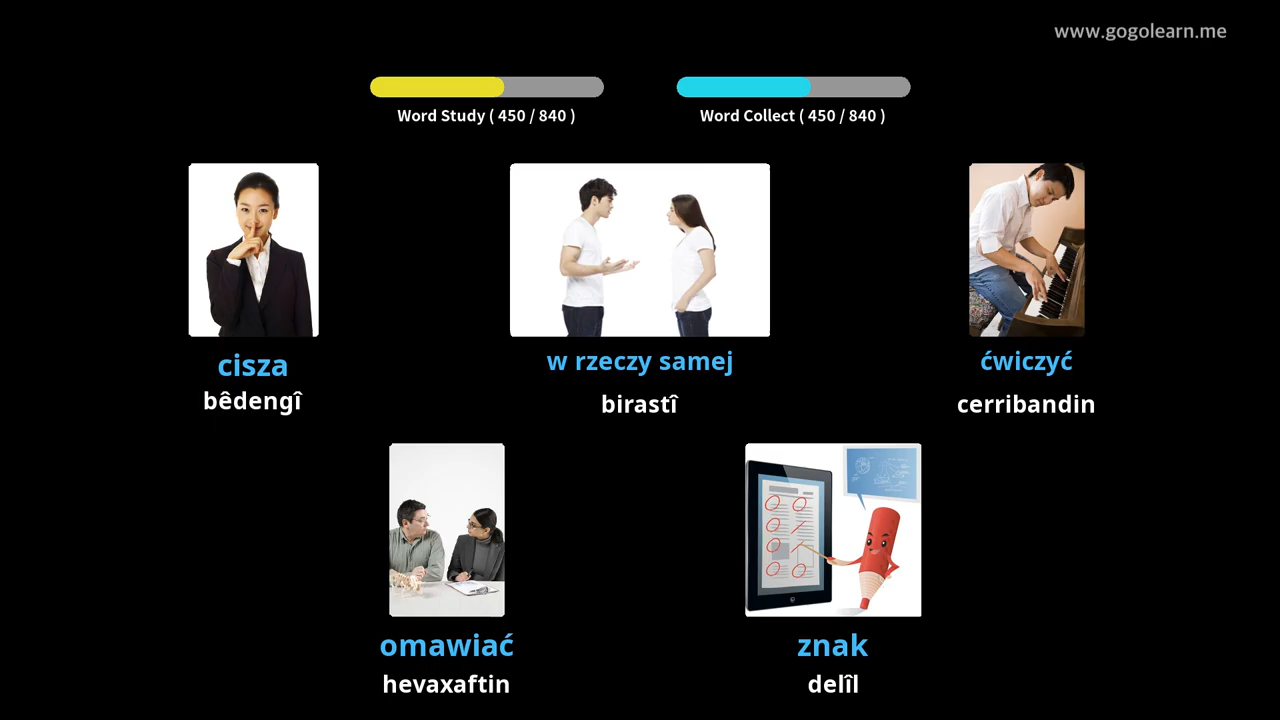 www.gogolearn.me
Word Study ( 450 / 840 )
Word Collect ( 450 / 840 )
cisza
bêdengî
w rzeczy samej
birastî
ćwiczyć
cerribandin
omawiać
hevaxaftin
znak
delîl